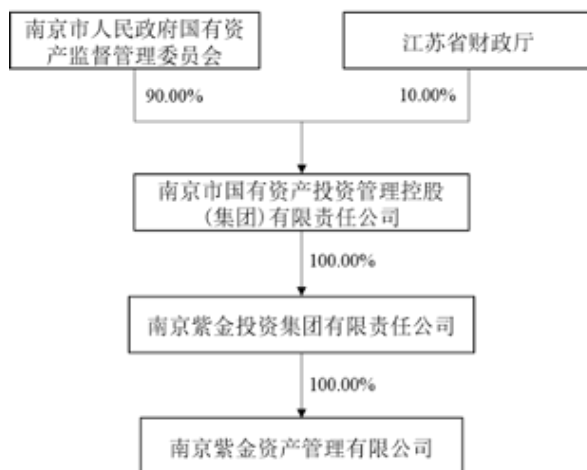 南京市人民政府国有资
产监督管理委员会
江苏省财政厅
90.00%
10.00%
南京市国有资产投资管理控股
(集团)有限责任公司
100.00%
南京紫金投资集团有限责任公司
100.00%
南京紫金资产管理有限公司